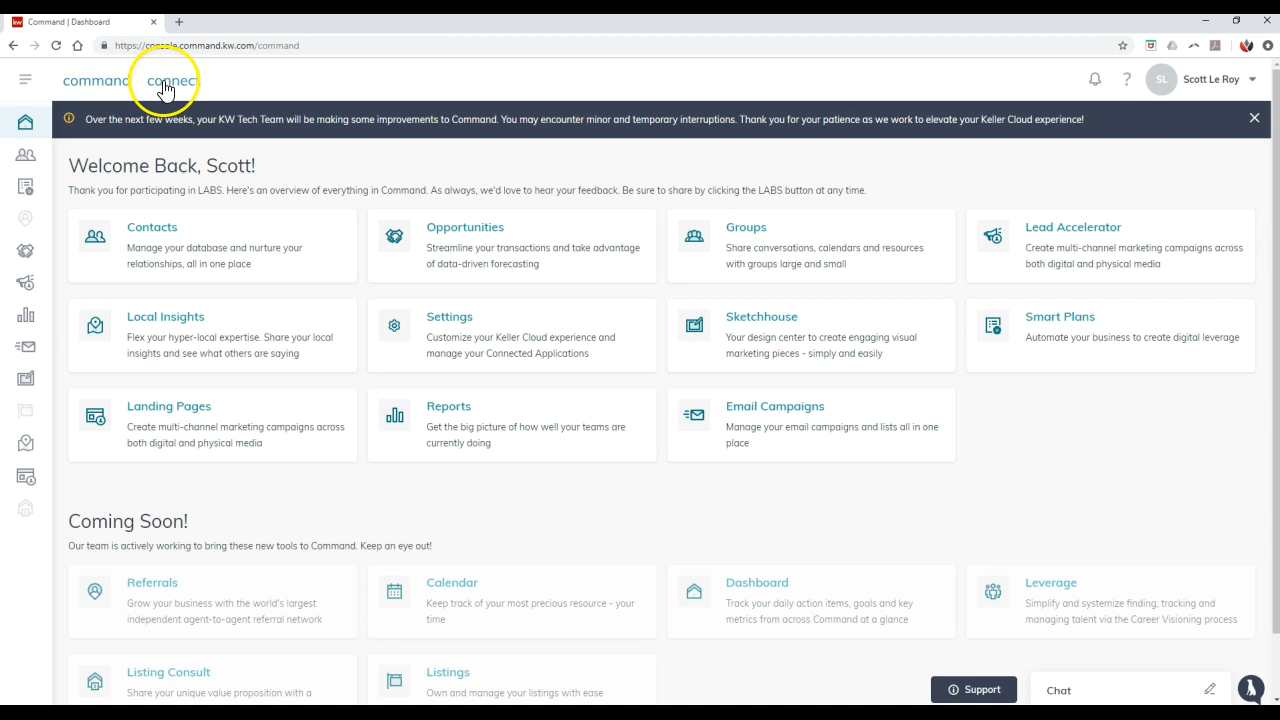 kw Command | Dashboard
https://console.command.kw.com/command
command connect
SL Scott Le Roy
Over the next few weeks, your KW Tech Team will be making some improvements to Command. You may encounter minor and temporary interruptions. Thank you for your patience as we work to elevate your Keller Cloud experience!
Welcome Back, Scott!
Thank you for participating in LABS. Here's an overview of everything in Command. As always, we'd love to hear your feedback. Be sure to share by clicking the LABS button at any time.
Contacts
Manage your database and nurture your
relationships, all in one place
Opportunities
Streamline your transactions and take advantage
of data-driven forecasting
Groups
Share conversations, calendars and resources
with groups large and small
Lead Accelerator
Create multi-channel marketing campaigns across
both digital and physical media
Local Insights
Flex your hyper-local expertise. Share your local
insights and see what others are saying
Settings
Customize your Keller Cloud experience and
manage your Connected Applications
Sketchhouse
Your design center to create engaging visual
marketing pieces - simply and easily
Smart Plans
Automate your business to create digital leverage
Landing Pages
Create multi-channel marketing campaigns across
both digital and physical media
Reports
Get the big picture of how well your teams are
currently doing
Email Campaigns
Manage your email campaigns and lists all in one
place
Coming Soon!
Our team is actively working to bring these new tools to Command. Keep an eye out!
Referrals
Grow your business with the world's largest
independent agent-to-agent referral network
Calendar
Keep track of your most precious resource - your
time
Dashboard
Track your daily action items, goals and key
metrics from across Command at a glance
Leverage
Simplify and systemize finding, tracking and
managing talent via the Career Visioning process
Listing Consult
Share your unique value proposition with a
Listings
Own and manage your listings with ease
Support
Chat